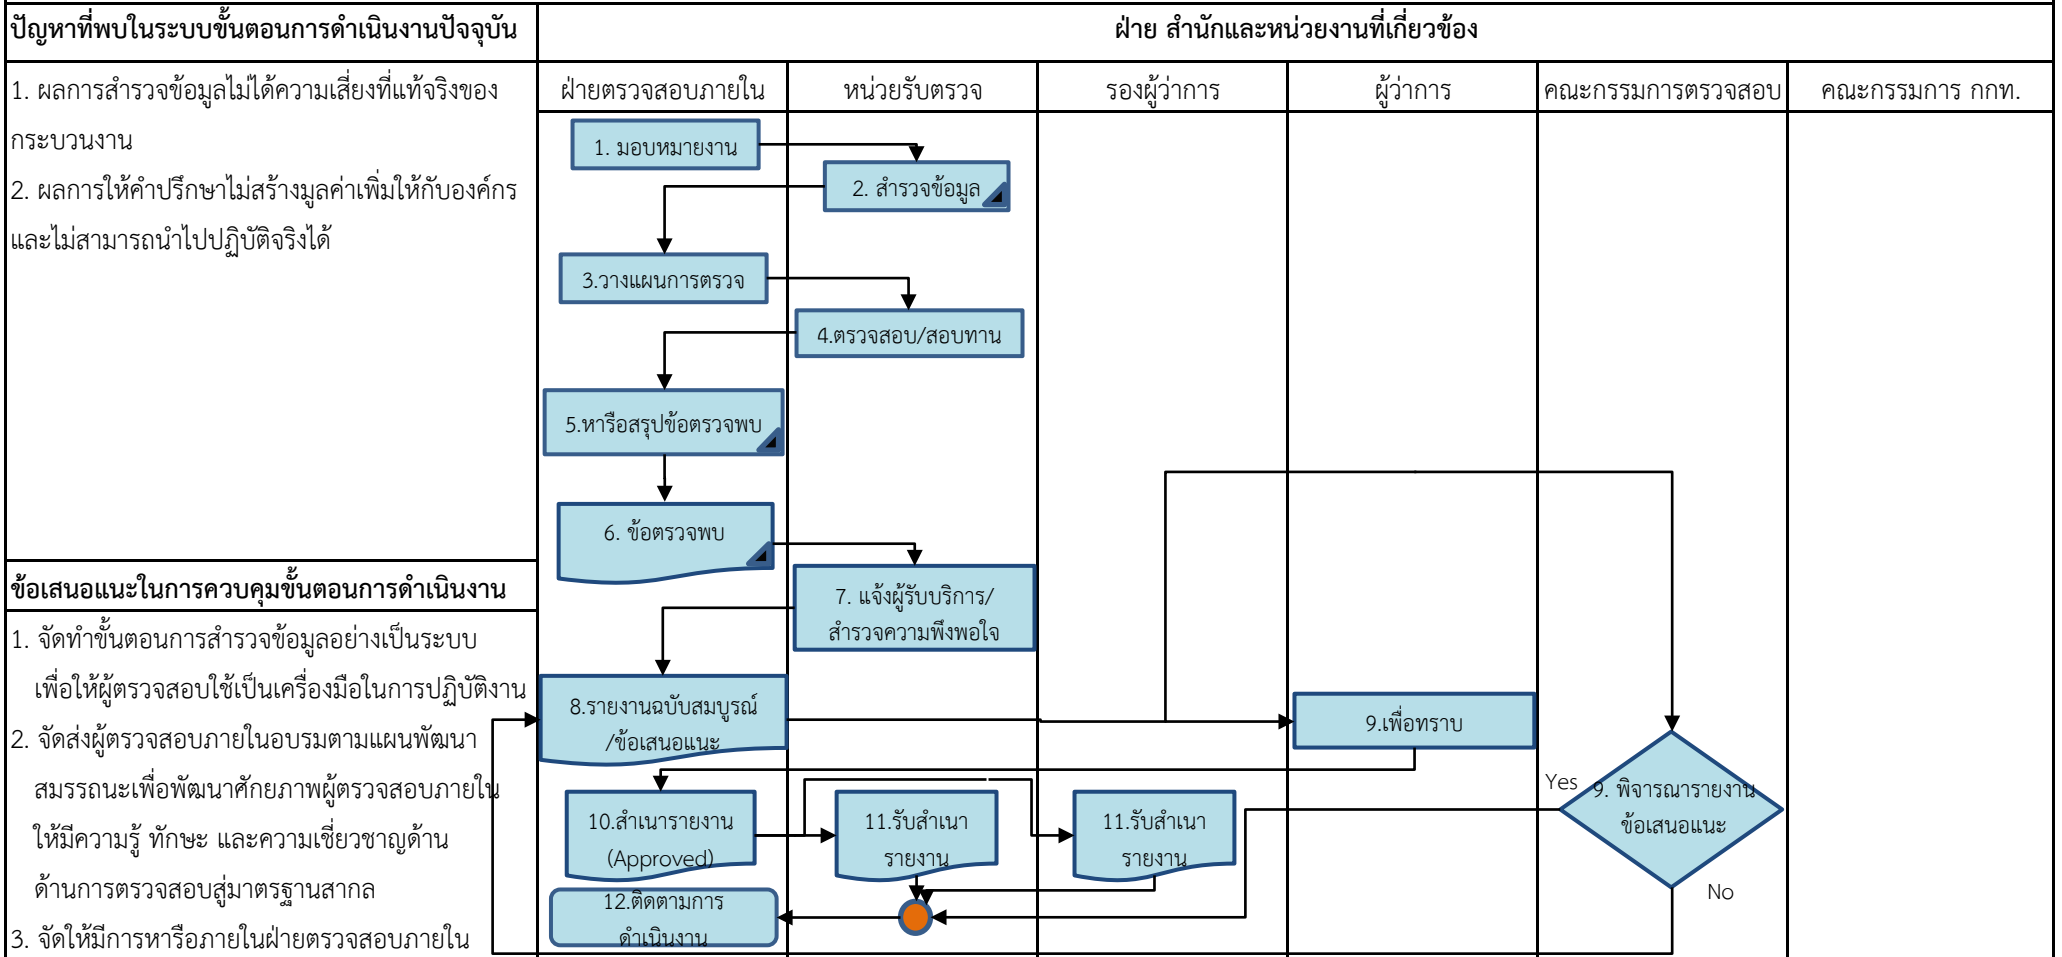 ปัญหาที่พบในระบบขั้นตอนการดำเนินงานปัจจุบัน
ฝ่าย สำนักและหน่วยงานที่เกี่ยวข้อง
1. ผลการสำรวจข้อมูลไม่ได้ความเสี่ยงที่แท้จริงของ
กระบวนงาน
2. ผลการให้คำปรึกษาไม่สร้างมูลค่าเพิ่มให้กับองค์กร
และไม่สามารถนำไปปฏิบัติจริงได้
ฝ่ายตรวจสอบภายใน
หน่วยรับตรวจ
รองผู้ว่าการ
ผู้ว่าการ
คณะกรรมการตรวจสอบ
คณะกรรมการ กกท.
1. มอบหมายงาน
2. สำรวจข้อมูล
3.วางแผนการตรวจ
4.ตรวจสอบ/สอบทาน
5.หารือสรุปข้อตรวจพบ
6. ข้อตรวจพบ
7. แจ้งผู้รับบริการ/
สำรวจความพึงพอใจ
8.รายงานฉบับสมบูรณ์
/ข้อเสนอแนะ
9.เพื่อทราบ
Yes
9. พิจารณารายงาน
ข้อเสนอแนะ
No
10.สำเนารายงาน
(Approved)
11.รับสำเนา
รายงาน
11.รับสำเนา
รายงาน
12.ติดตามการ
ดำเนินงาน
ข้อเสนอแนะในการควบคุมขั้นตอนการดำเนินงาน
1. จัดทำขั้นตอนการสำรวจข้อมูลอย่างเป็นระบบ
เพื่อให้ผู้ตรวจสอบใช้เป็นเครื่องมือในการปฏิบัติงาน
2. จัดส่งผู้ตรวจสอบภายในอบรมตามแผนพัฒนา
สมรรถนะเพื่อพัฒนาศักยภาพผู้ตรวจสอบภายใน
ให้มีความรู้ ทักษะ และความเชี่ยวชาญด้าน
ด้านการตรวจสอบสู่มาตรฐานสากล
3. จัดให้มีการหารือภายในฝ่ายตรวจสอบภายใน